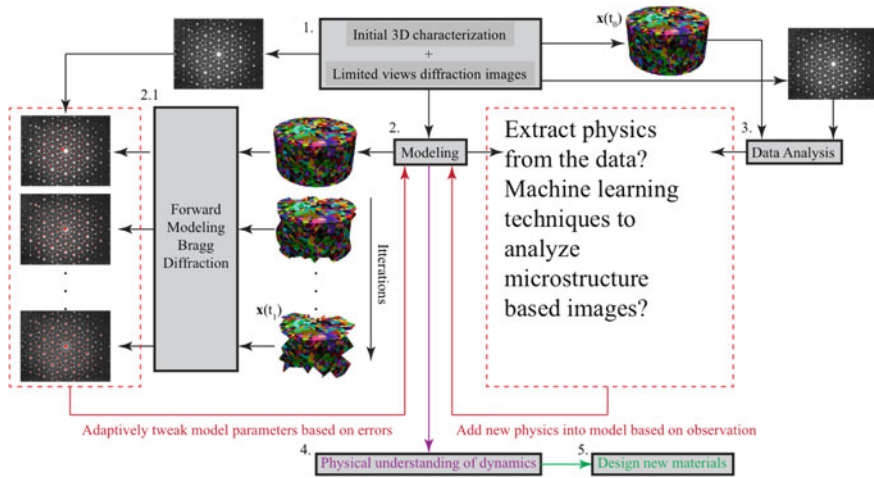 1.
Initial 3D characterization
+
Limited views diffraction images
x(t0)
2.1
2.
Modeling
3.
Data Analysis
Forward
Modeling
Bragg
Diffraction
Itterations
x(t1)
Extract physics
from the data?
Machine learning
techniques to
analyze
microstructure
based images?
Adaptively tweak model parameters based on errors
Add new physics into model based on observation
4.
Physical understanding of dynamics
5.
Design new materials